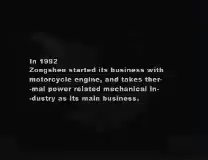 In 1992
Zongshen started its business with
motorcycle engine, and takes ther-
-mal power related mechanical in-
-dustry as its main business.